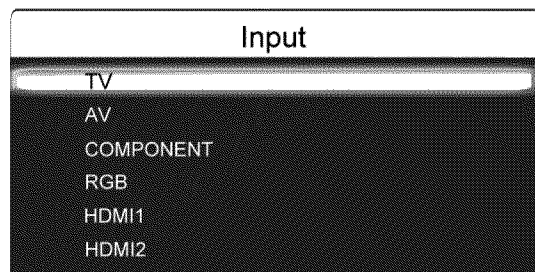 Input
TV
AV
COMPONENT
RGB
HDMI1
HDMI2